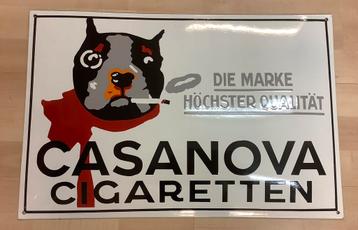 DIE MARKE
HÖCHSTER QUALITÄT
CASANOVA
CIGARETTEN